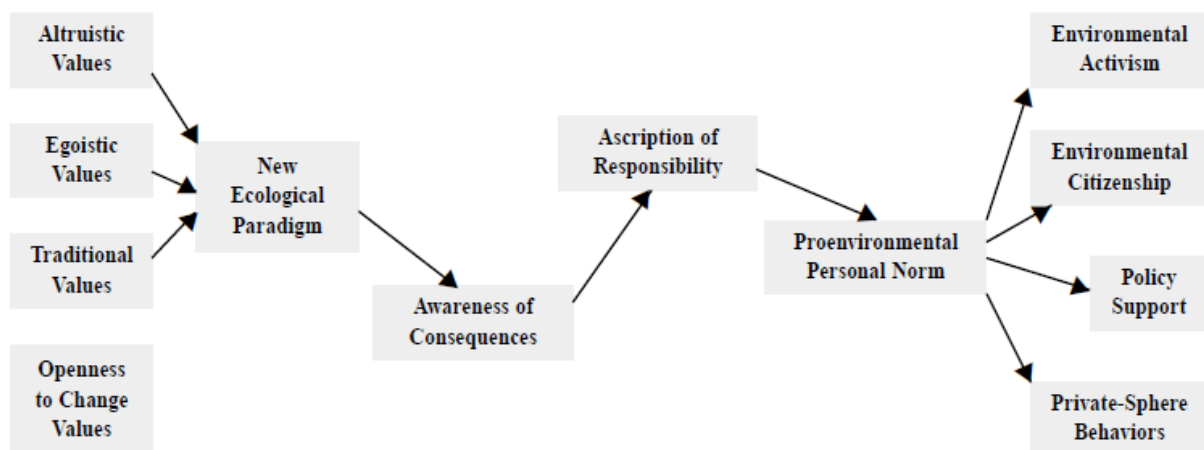 Altruistic
Values
Egoistic
Values
Traditional
Values
Openness
to Change
Values
New
Ecological
Paradigm
Awareness of
Consequences
Ascription of
Responsibility
Proenvironmental
Personal Norm
Environmental
Activism
Environmental
Citizenship
Policy
Support
Private-Sphere
Behaviors